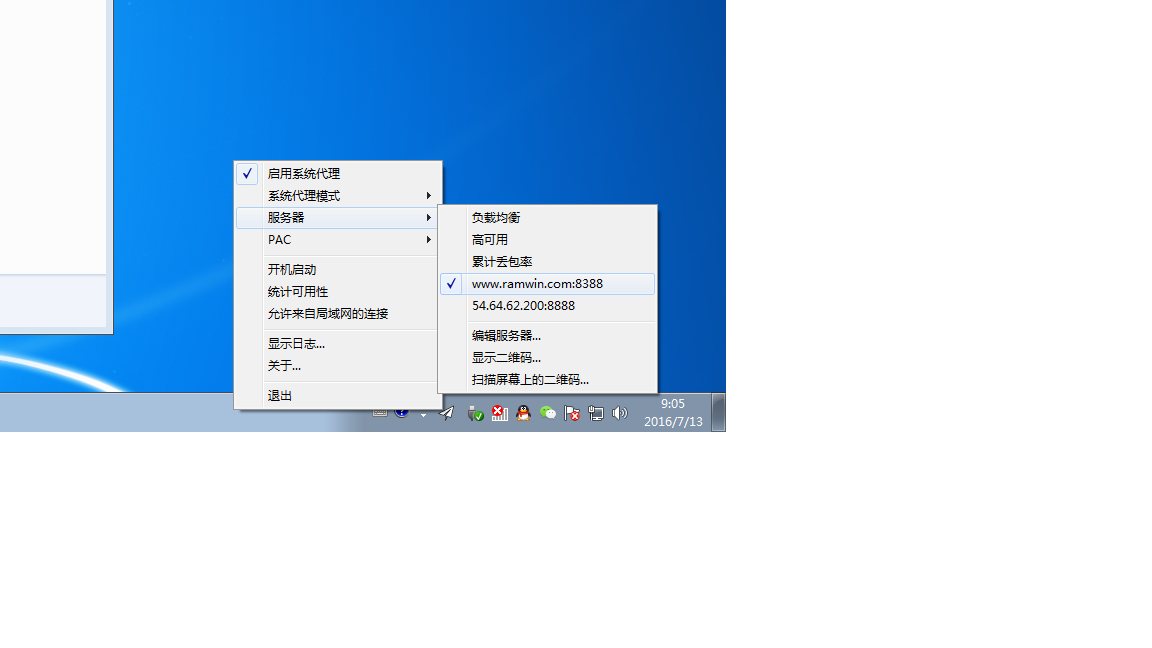 启用系统代理
系统代理模式
服务器
PAC
开机启动
统计可用性
允许来自局域网的连接
显示日志...
关于...
退出
负载均衡
高可用
累计丢包率
www.ramwin.com:8388
54.64.62.200:8888
编辑服务器...
显示二维码...
扫描屏幕上的二维码...
9:05
2016/7/13